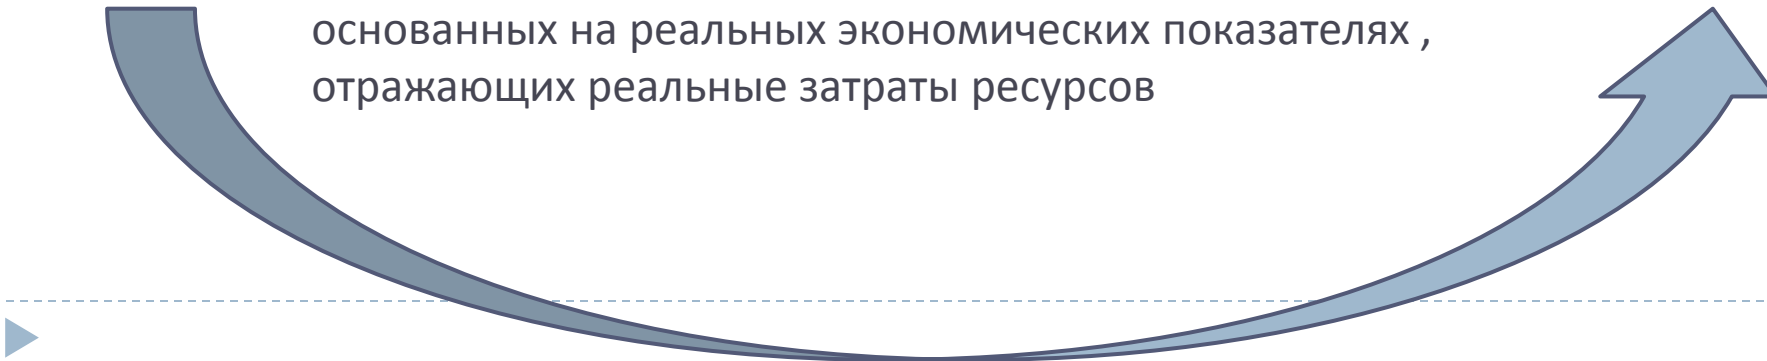 основанных на реальных экономических показателях ,
отражающих реальные затраты ресурсов